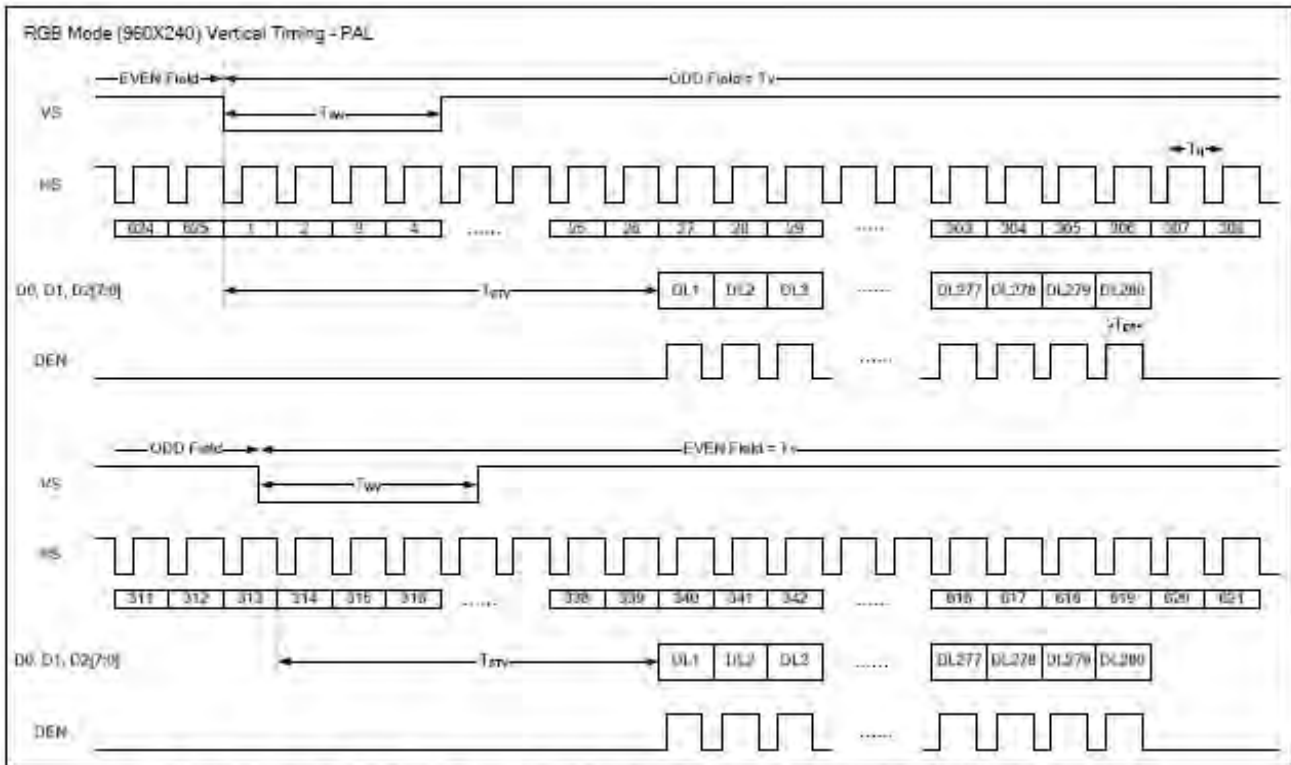 RGB Mode (960X240) Vertical Timing - PAL
EVEN Field ODD Field = Tv
VS
TWV
HS
TH
624 625 1 2 3 4 ...... 25 26 27 28 29 ...... 303 304 305 306 307 308
D0, D1, D2[7:0]
TSTV
DL1 DL2 DL3 ...... DL277 DL278 DL279 DL280
DEN
......
ODD Field EVEN Field = Tv
VS
TWV
HS
311 312 313 314 315 316 ...... 338 339 340 341 342 ...... 616 617 618 619 620 621
D0, D1, D2[7:0]
TSTV
DL1 DL2 DL3 ...... DL277 DL278 DL279 DL280
DEN
......